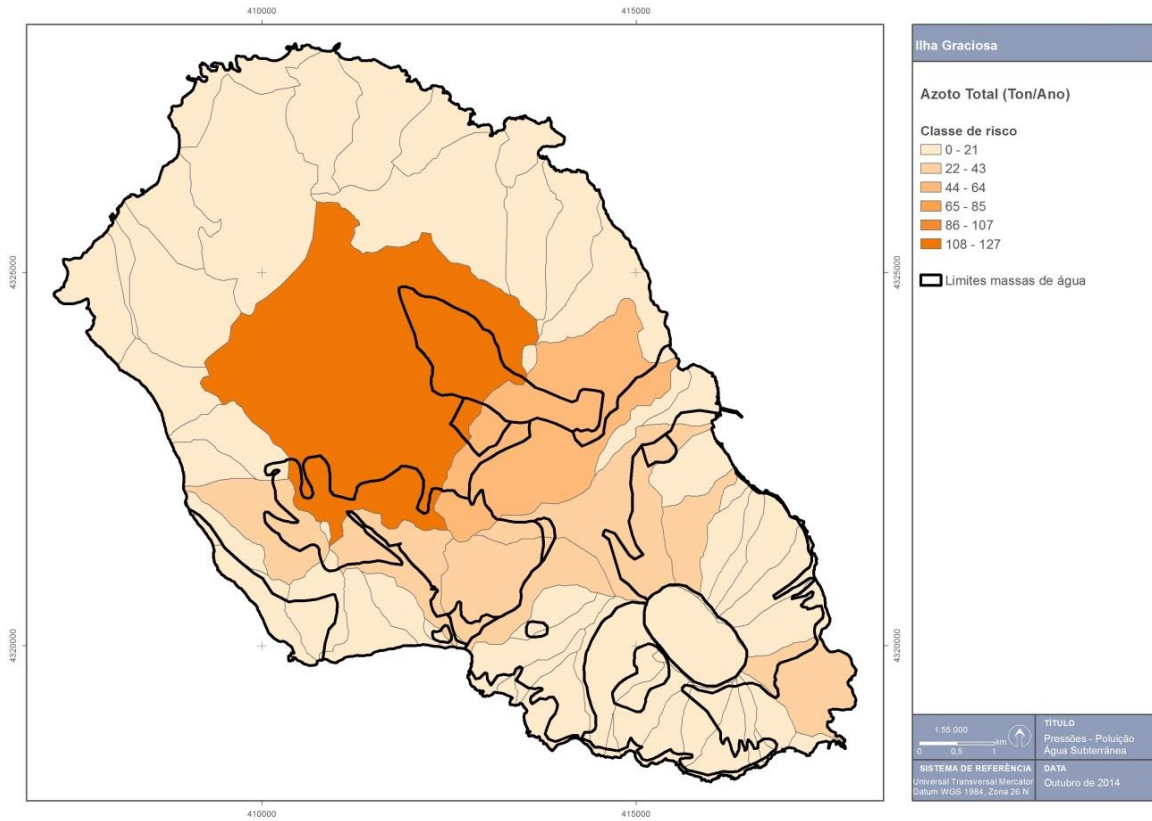 410000
415000
4325000
4325000
4320000
4320000
410000
415000
Ilha Graciosa
Azoto Total (Ton/Ano)
Classe de risco
0 - 21
22 - 43
44 - 64
65 - 85
86 - 107
108 - 127
Limites massas de água
1:55.000
km
0 0,5 1
TÍTULO
Pressões - Poluição
Água Subterrânea
SISTEMA DE REFERÊNCIA
Universal Transversal Mercator
Datum WGS 1984, Zona 26 N
DATA
Outubro de 2014